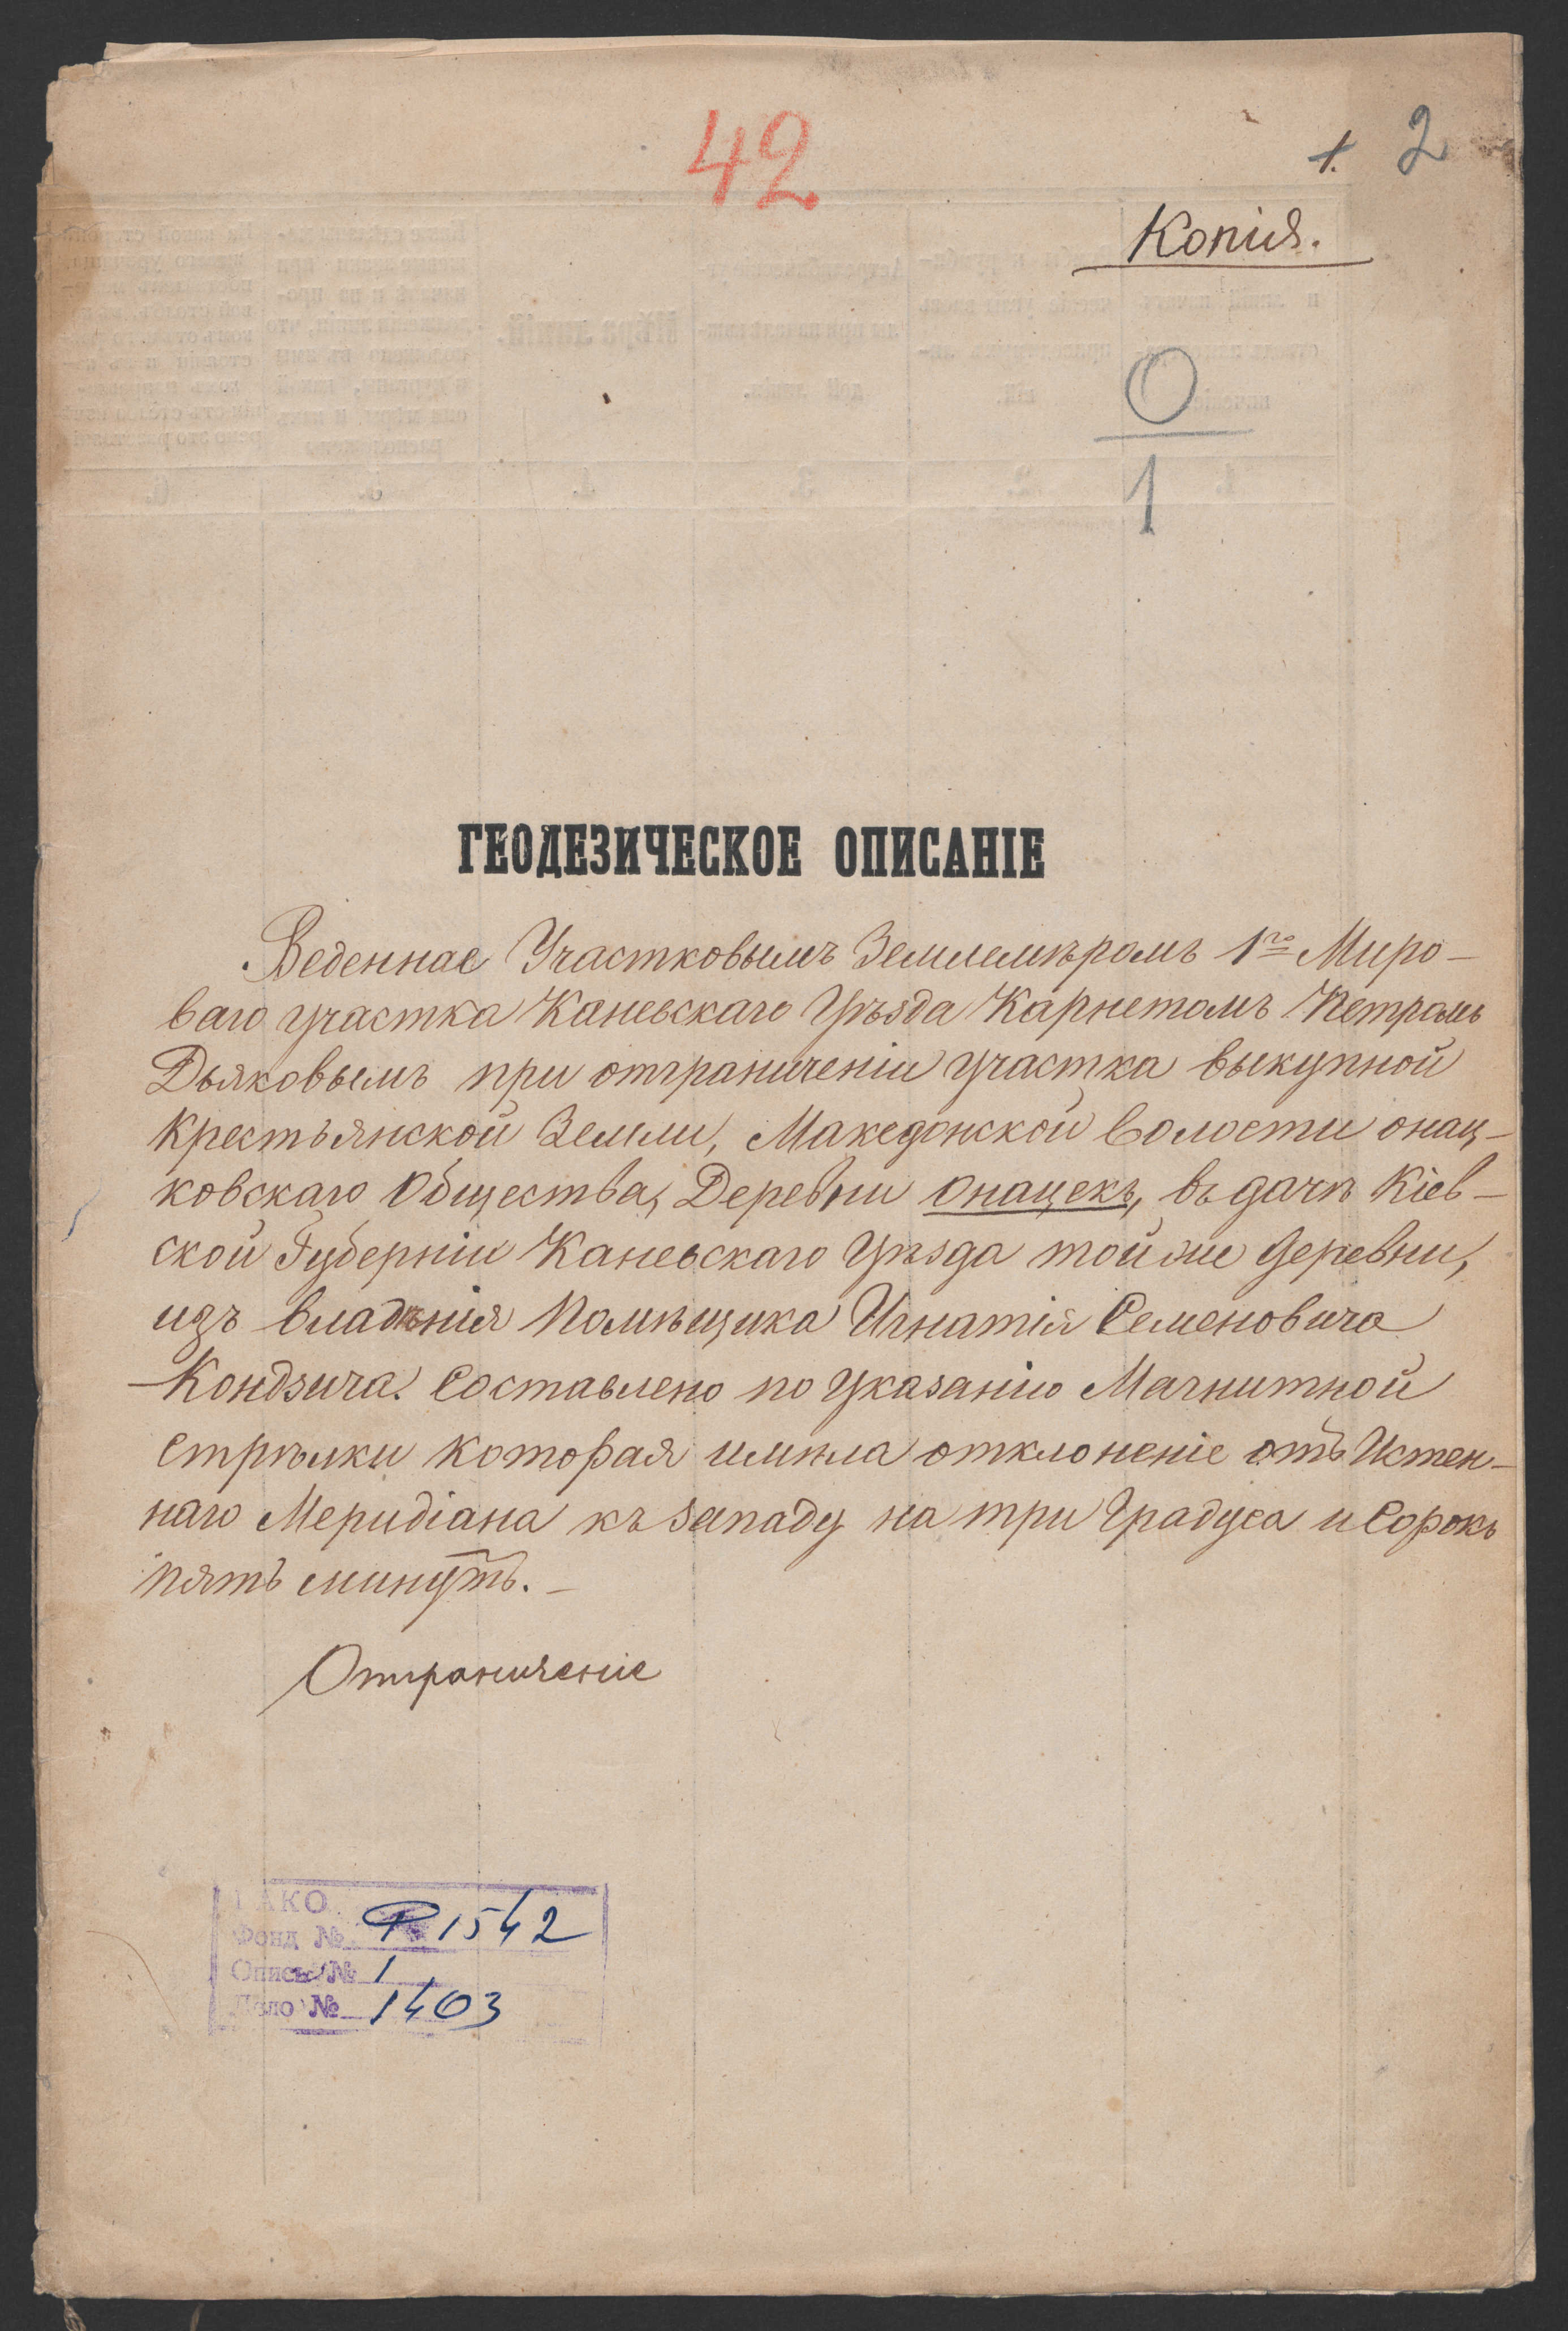 42
1. 2
Копія.
0
1
ГЕОДЕЗИЧЕСКОЕ ОПИСАНІЕ
Веденнае Участковымъ Землемѣромъ 1го Миро-
ваго участка Каневскаго Уѣзда Карнетомъ Петромъ
Дьяковымъ при отграниченіи участка выкупной
Крестьянской Земли, Македонской волости онац-
ковскаго Общества, Деревни Онацекъ, въ дачѣ Кіев-
ской Губерніи Каневскаго Уѣзда той же деревни,
изъ владѣнія Помѣщика Игнатія Семеновича
Кондзича. Составлено по указанію Магнитной
Стрѣлки которая имѣла отклоненіе отъ Истен-
наго Меридіана къ западу на три Градуса и Сорокъ
пять минутъ.-
Отграниченіе
ГАКО
Фонд № Р 1542
Опись № 1
Дело № 1403